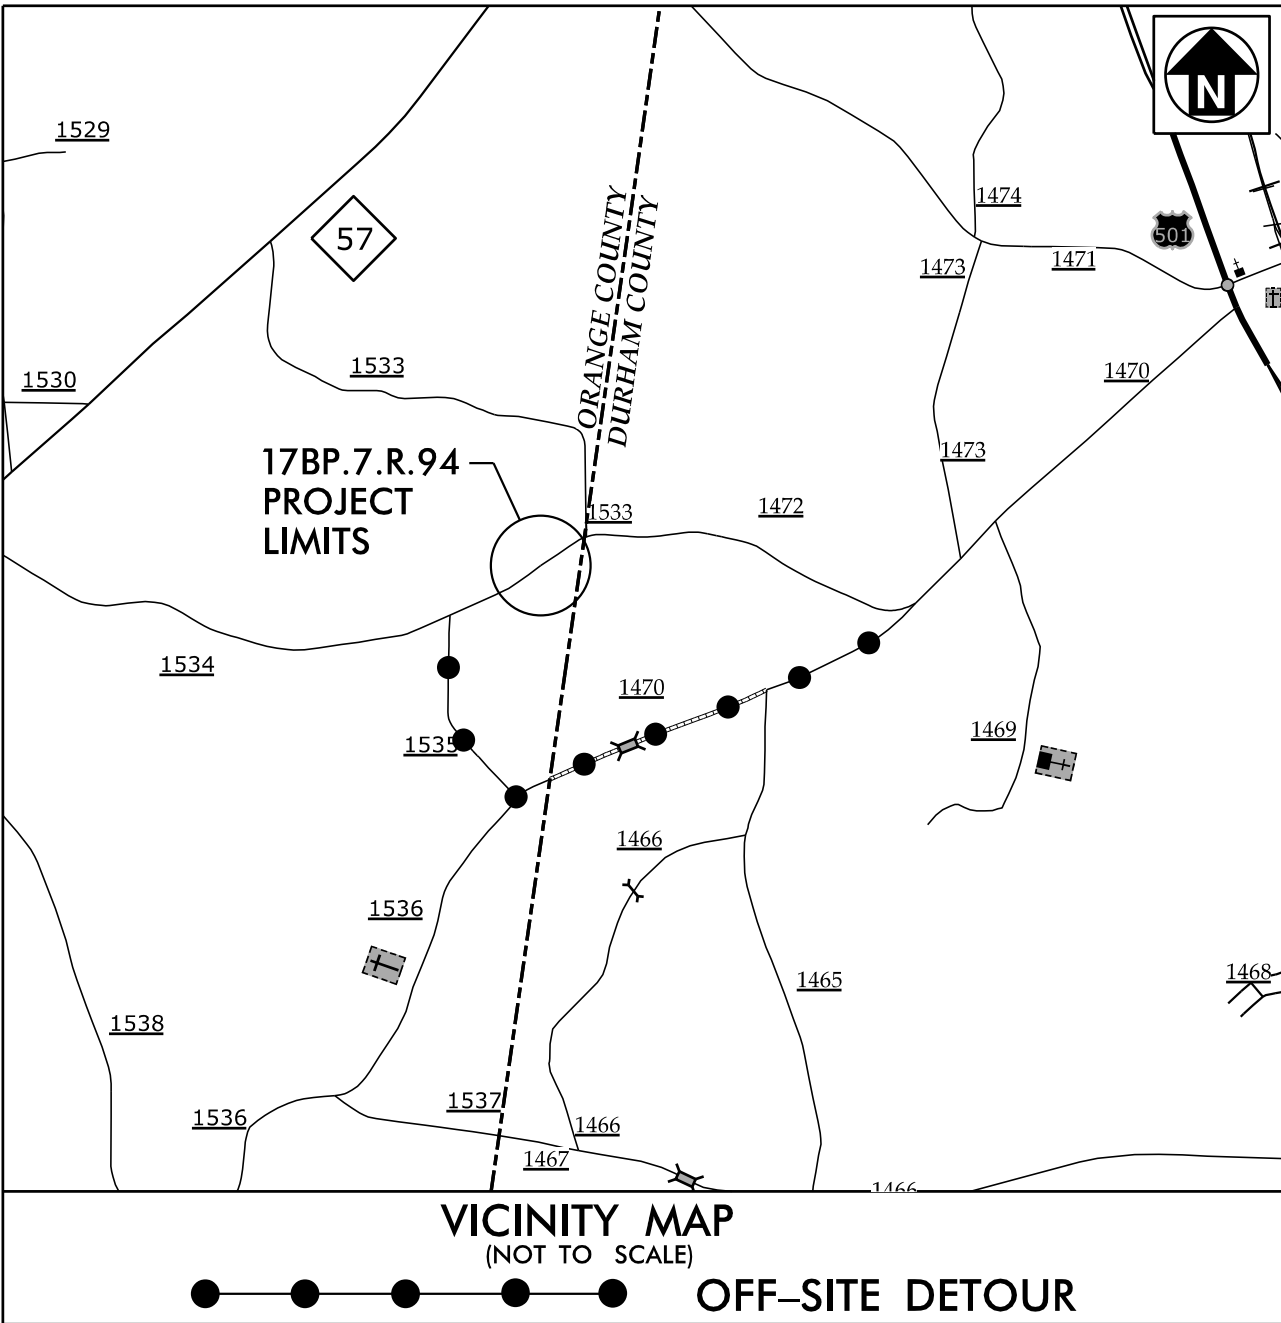 N
1529
57
1474
501
1473
1471
ORANGE COUNTY
DURHAM COUNTY
1533
1530
1470
17BP.7.R.94
PROJECT
LIMITS
1473
1533
1472
1534
1470
1535
1469
1466
1536
1465
1468
1538
1537
1536
1466
1467
1466
VICINITY MAP
(NOT TO SCALE)
OFF–SITE DETOUR